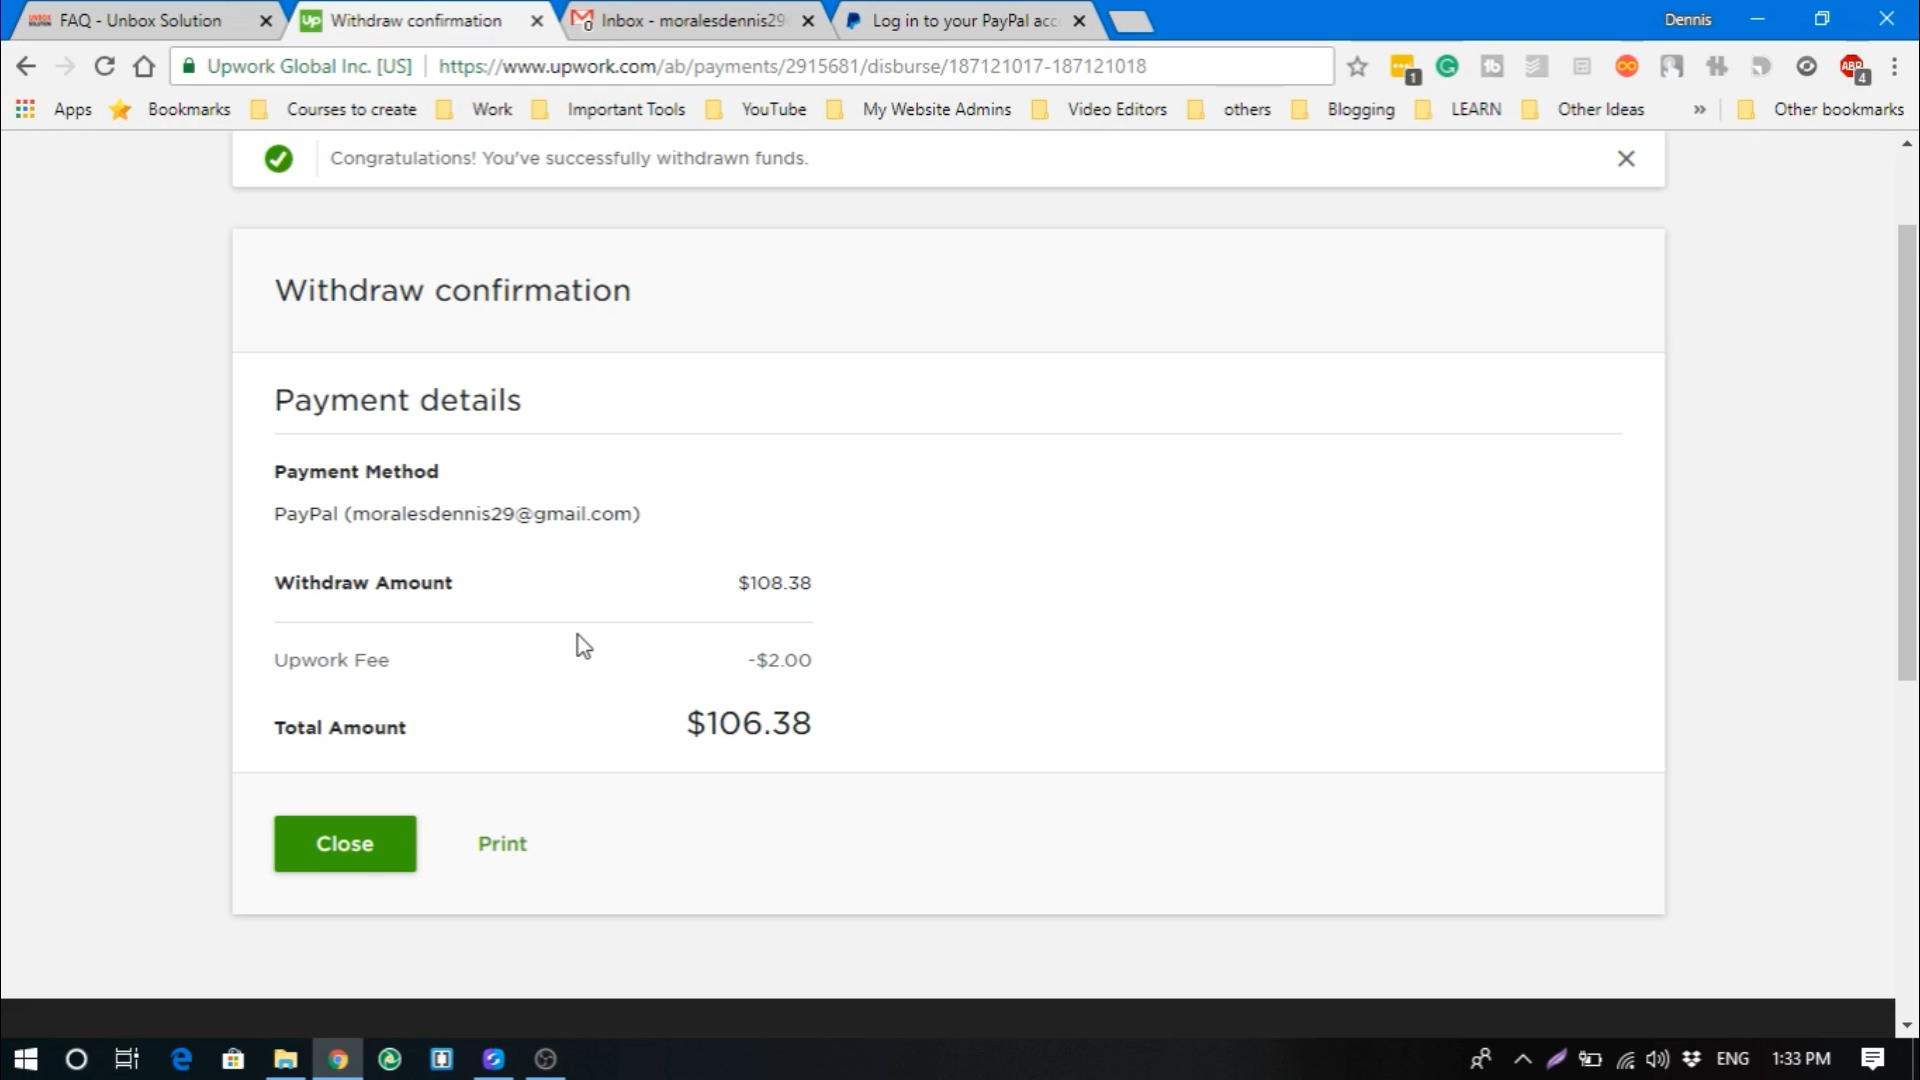 FAQ - Unbox Solution
Up Withdraw confirmation
Inbox - moralesdennis29
Log in to your PayPal acc
Dennis
Upwork Global Inc. [US] https://www.upwork.com/ab/payments/2915681/disburse/187121017-187121018
1
ABP
4
Apps Bookmarks Courses to create Work Important Tools YouTube My Website Admins Video Editors others Blogging LEARN Other Ideas » Other bookmarks
Congratulations! You've successfully withdrawn funds.
Withdraw confirmation
Payment details
Payment Method
PayPal (moralesdennis29@gmail.com)
Withdraw Amount $108.38
Upwork Fee -$2.00
Total Amount $106.38
Close Print
ENG 1:33 PM